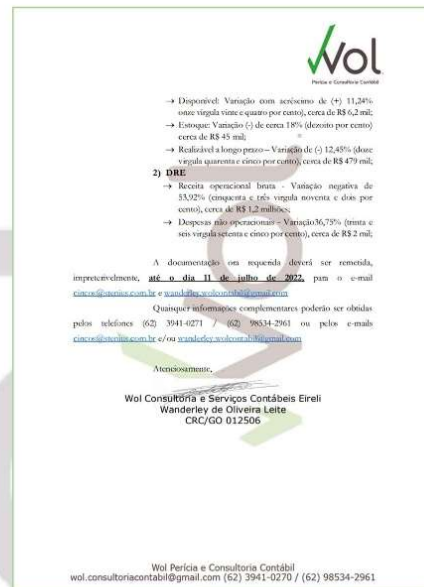 Wol
Perícia e Consultoria Contábil
→ Disponível: Variação com acréscimo de (+) 11,24%
onze vírgula vinte e quatro por cento), cerca de R$ 6,2 mil;
→ Estoque: Variação (-) de cerca 18% (dezoito por cento)
cerca de R$ 45 mil;
→ Realizável a longo prazo – Variação de (-) 12,45% (doze
vírgula quarenta e cinco por cento), cerca de R$ 479 mil;
2) DRE
→ Receita operacional bruta - Variação negativa de
53,92% (cinquenta e três vírgula noventa e dois por
cento), cerca de R$ 1,2 milhões;
→ Despesas não operacionais – Variação36,75% (trinta e
seis vírgula setenta e cinco por cento), cerca de R$ 2 mil;
A documentação ora requerida deverá ser remetida,
impreterivelmente, até o dia 11 de julho de 2022, para o e-mail
cincos@stenius.com.br e wanderley.wolcontabil@gmail.com
Quaisquer informações complementares poderão ser obtidas
pelos telefones (62) 3941-0271 / (62) 98534-2961 ou pelos e-mails
cincos@stenius.com.br e/ou wanderley.wolcontabil@gmail.com
Atenciosamente,
Wol Consultoria e Serviços Contábeis Eireli
Wanderley de Oliveira Leite
CRC/GO 012506
Wol Perícia e Consultoria Contábil
wol.consultoriacontabil@gmail.com (62) 3941-0270 / (62) 98534-2961